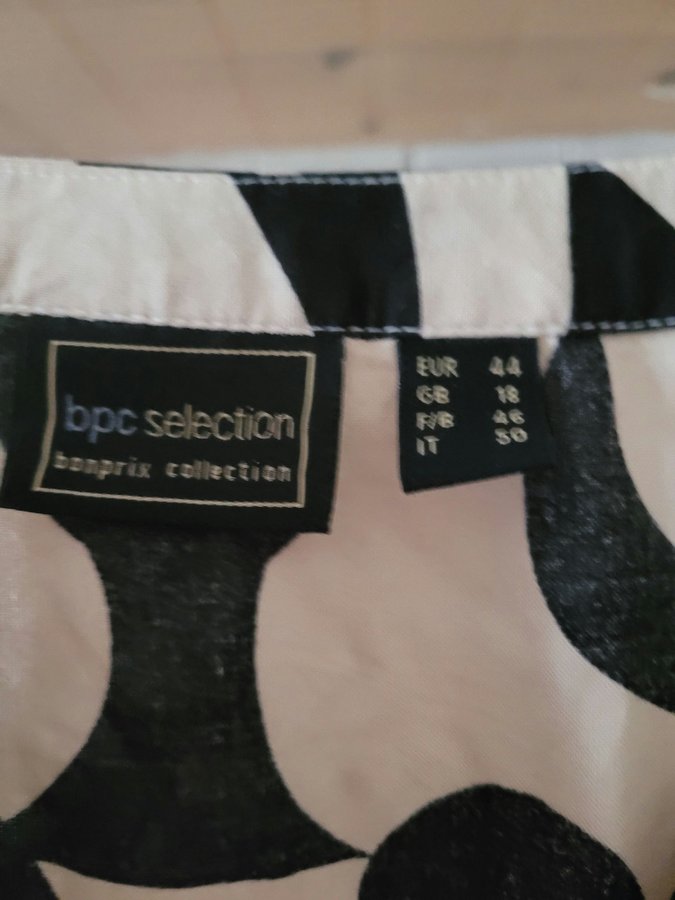 bpc selection
bonprix collection
EUR 44
GB 18
F/B 46
IT 50